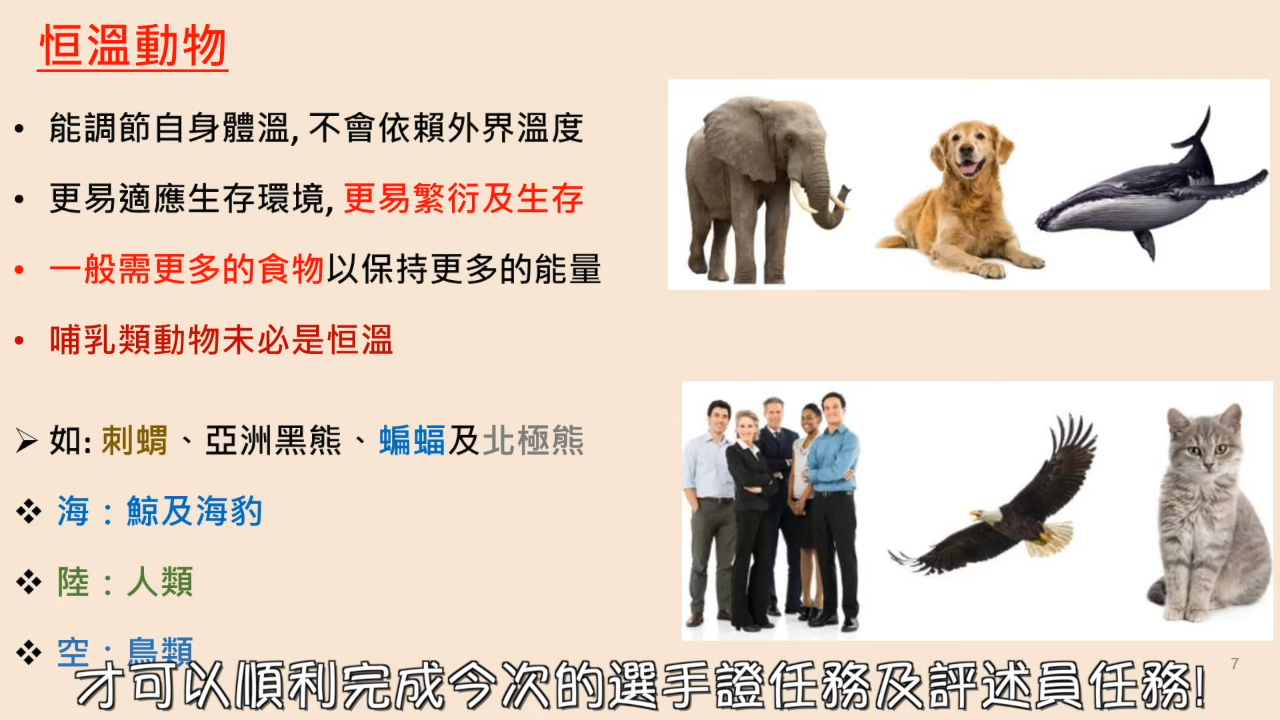 恒溫動物
• 能調節自身體溫, 不會依賴外界溫度
• 更易適應生存環境, 更易繁衍及生存
• 一般需更多的食物以保持更多的能量
• 哺乳類動物未必是恒溫
➢ 如: 刺蝟、亞洲黑熊、蝙蝠及北極熊
❖ 海：鯨及海豹
❖ 陸：人類
❖ 空：鳥類
7
才可以順利完成今次的選手證任務及評述員任務!